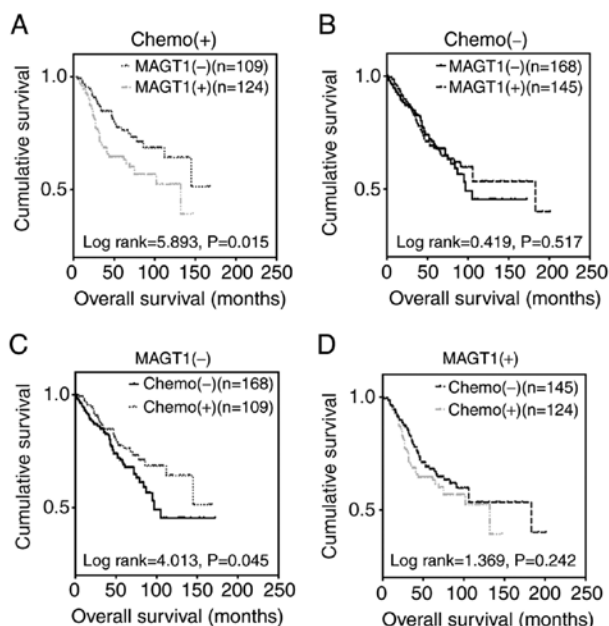 A
Chemo(+)
MAGT1(−)(n=109)
MAGT1(+)(n=124)
1.0
0.5
Cumulative survival
Log rank=5.893, P=0.015
0 50 100 150 200 250
Overall survival (months)
B
Chemo(−)
MAGT1(−)(n=168)
MAGT1(+)(n=145)
1.0
0.5
Cumulative survival
Log rank=0.419, P=0.517
0 50 100 150 200 250
Overall survival (months)
C
MAGT1(−)
Chemo(−)(n=168)
Chemo(+)(n=109)
1.0
0.5
Cumulative survival
Log rank=4.013, P=0.045
0 50 100 150 200 250
Overall survival (months)
D
MAGT1(+)
Chemo(−)(n=145)
Chemo(+)(n=124)
1.0
0.5
Cumulative survival
Log rank=1.369, P=0.242
0 50 100 150 200 250
Overall survival (months)